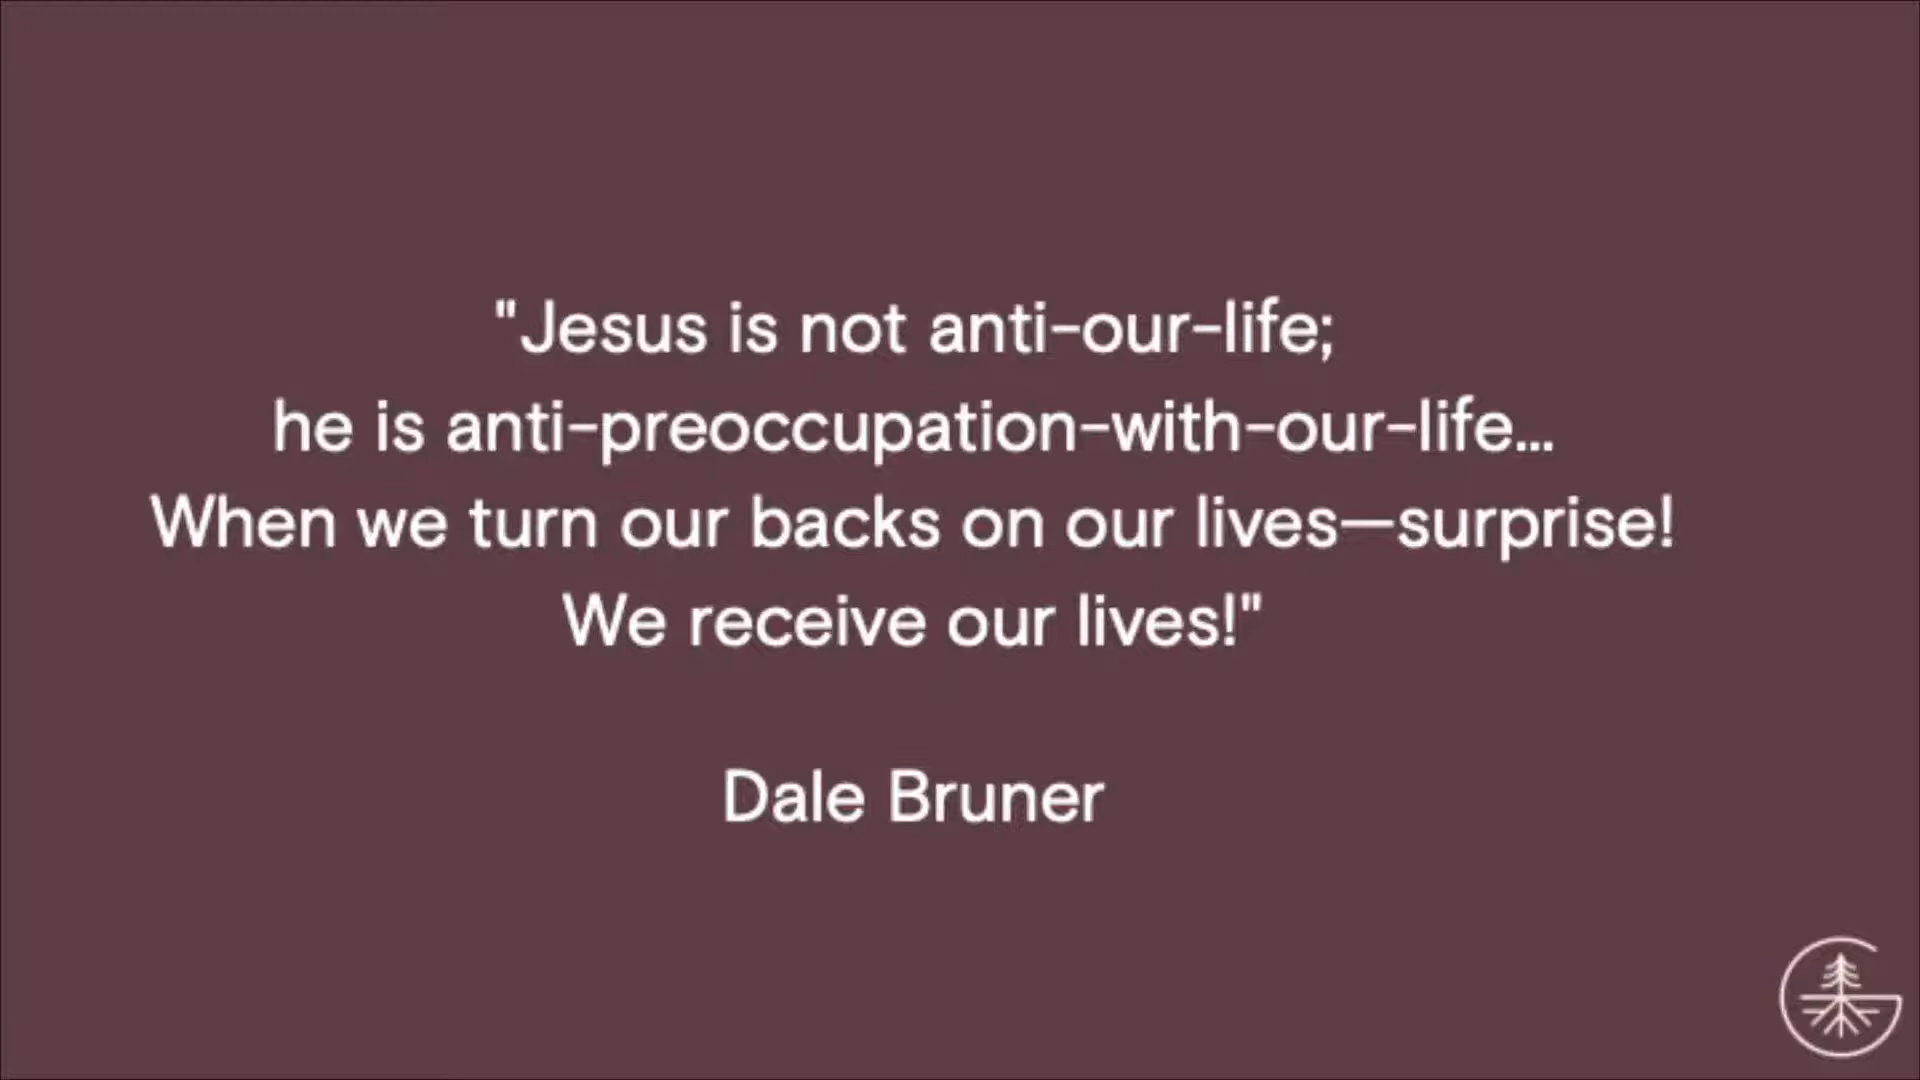 "Jesus is not anti-our-life;
he is anti-preoccupation-with-our-life...
When we turn our backs on our lives—surprise!
We receive our lives!"
Dale Bruner